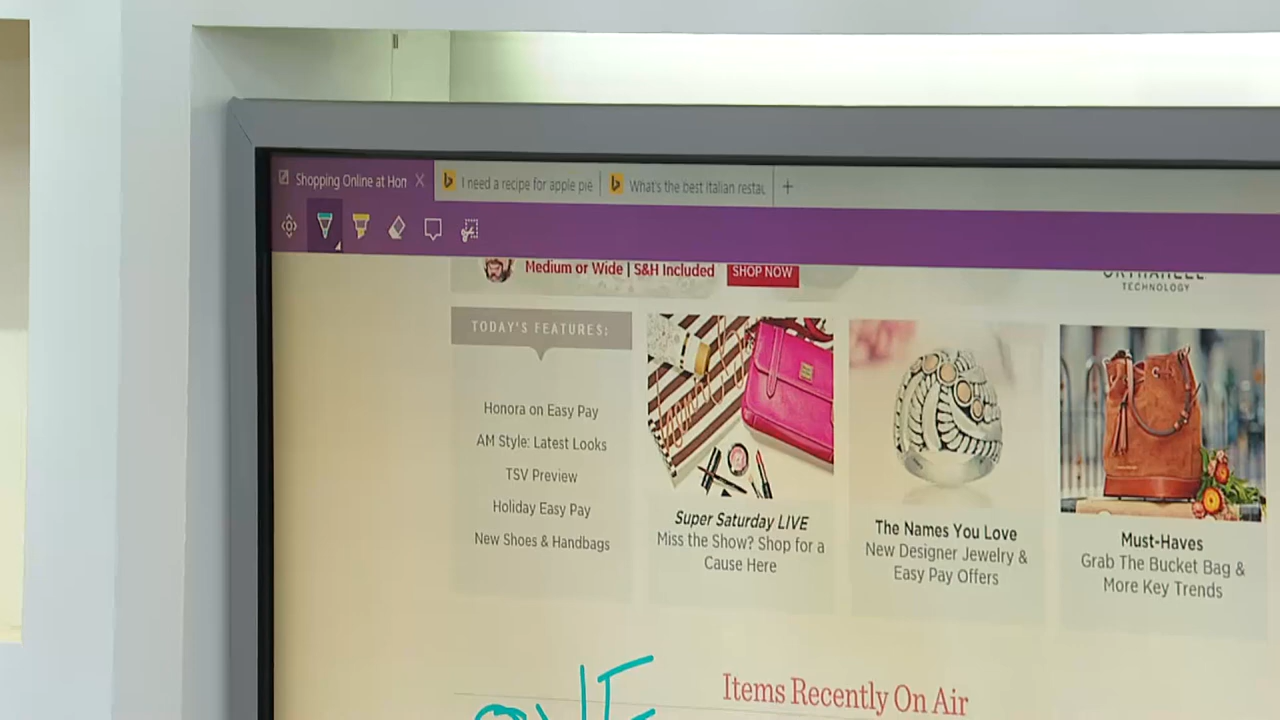 Shopping Online at Hom
I need a recipe for apple pie
What's the best italian restau
Medium or Wide | S&H Included
SHOP NOW
TECHNOLOGY
TODAY'S FEATURES:
Honora on Easy Pay
AM Style: Latest Looks
TSV Preview
Holiday Easy Pay
New Shoes & Handbags
Super Saturday LIVE
Miss the Show? Shop for a
Cause Here
The Names You Love
New Designer Jewelry &
Easy Pay Offers
Must-Haves
Grab The Bucket Bag &
More Key Trends
Items Recently On Air